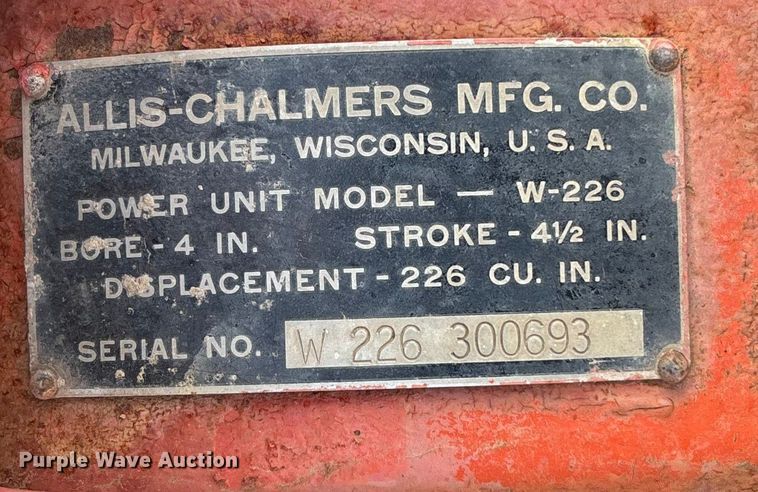 ALLIS-CHALMERS MFG. CO.
MILWAUKEE, WISCONSIN, U. S. A.
POWER UNIT MODEL — W-226
BORE - 4 IN. STROKE - 4½ IN.
DISPLACEMENT - 226 CU. IN.
SERIAL NO. W 226 300693
Purple Wave Auction